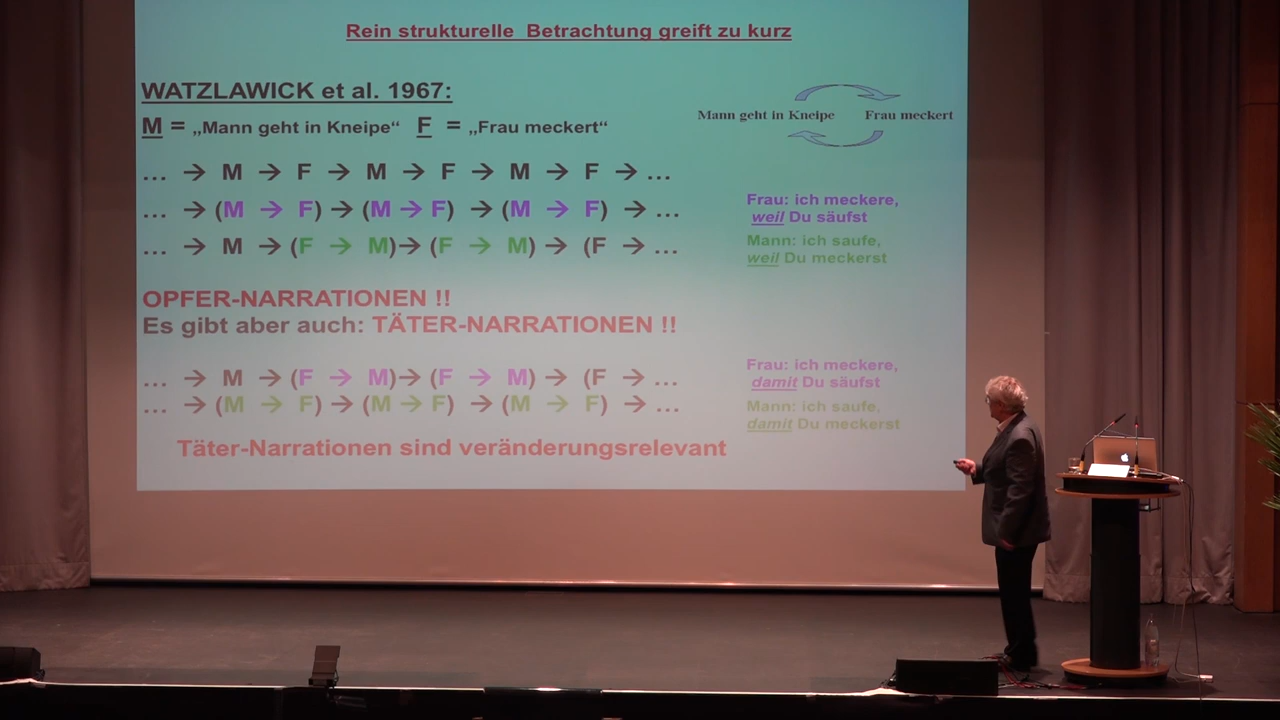 Rein strukturelle Betrachtung greift zu kurz
WATZLAWICK et al. 1967:
M = „Mann geht in Kneipe“ F = „Frau meckert“
Mann geht in Kneipe Frau meckert
... → M → F → M → F → M → F → ...
... → (M → F) → (M → F) → (M → F) → ...
Frau: ich meckere,
weil Du säufst
... → M → (F → M) → (F → M) → (F → ...
Mann: ich saufe,
weil Du meckerst
OPFER-NARRATIONEN !!
Es gibt aber auch: TÄTER-NARRATIONEN !!
... → M → (F → M) → (F → M) → (F → ...
Frau: ich meckere,
damit Du säufst
... → (M → F) → (M → F) → (M → F) → ...
Mann: ich saufe,
damit Du meckerst
Täter-Narrationen sind veränderungsrelevant